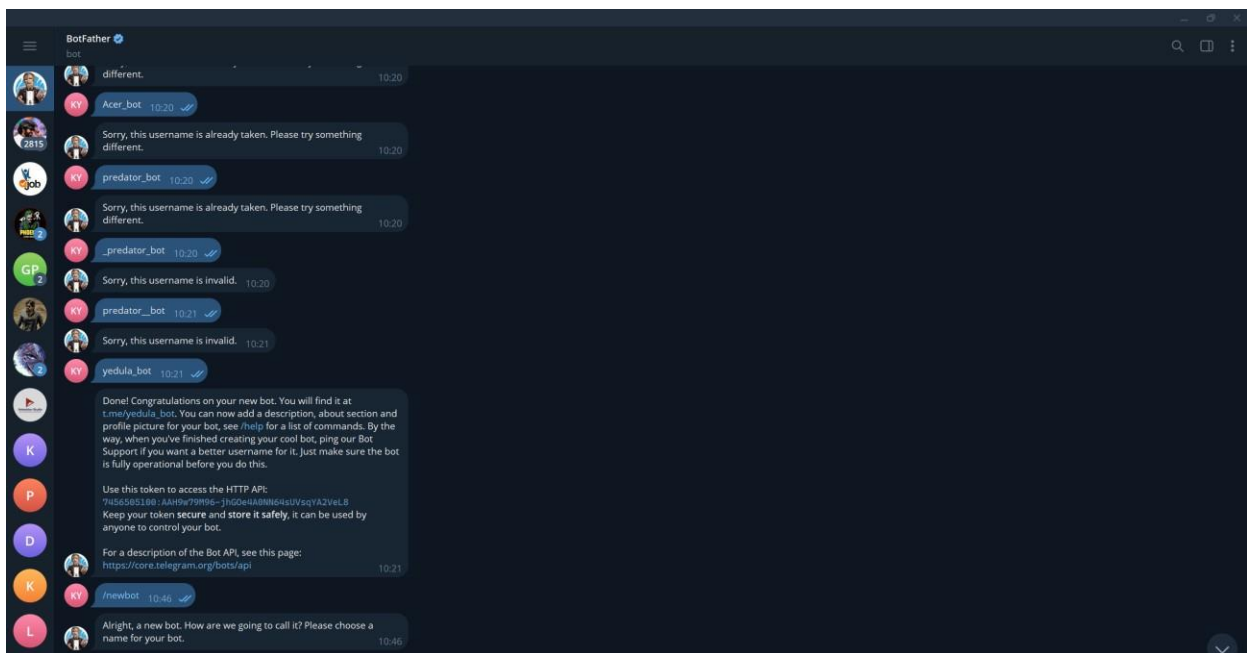 BotFather
bot
different.
10:20
KY
Acer_bot 10:20
Sorry, this username is already taken. Please try something
different.
10:20
2815
job
KY
predator_bot 10:20
Sorry, this username is already taken. Please try something
different.
10:20
2
KY
_predator_bot 10:20
GP
2
Sorry, this username is invalid. 10:20
KY
predator__bot 10:21
Sorry, this username is invalid. 10:21
2
KY
yedula_bot 10:21
Done! Congratulations on your new bot. You will find it at
t.me/yedula_bot. You can now add a description, about section and
profile picture for your bot, see /help for a list of commands. By the
way, when you've finished creating your cool bot, ping our Bot
Support if you want a better username for it. Just make sure the bot
is fully operational before you do this.
K
Use this token to access the HTTP API:
P
Keep your token secure and store it safely, it can be used by
anyone to control your bot.
D
For a description of the Bot API, see this page:
https://core.telegram.org/bots/api
10:21
K
KY
/newbot 10:46
L
Alright, a new bot. How are we going to call it? Please choose a
name for your bot.
10:46